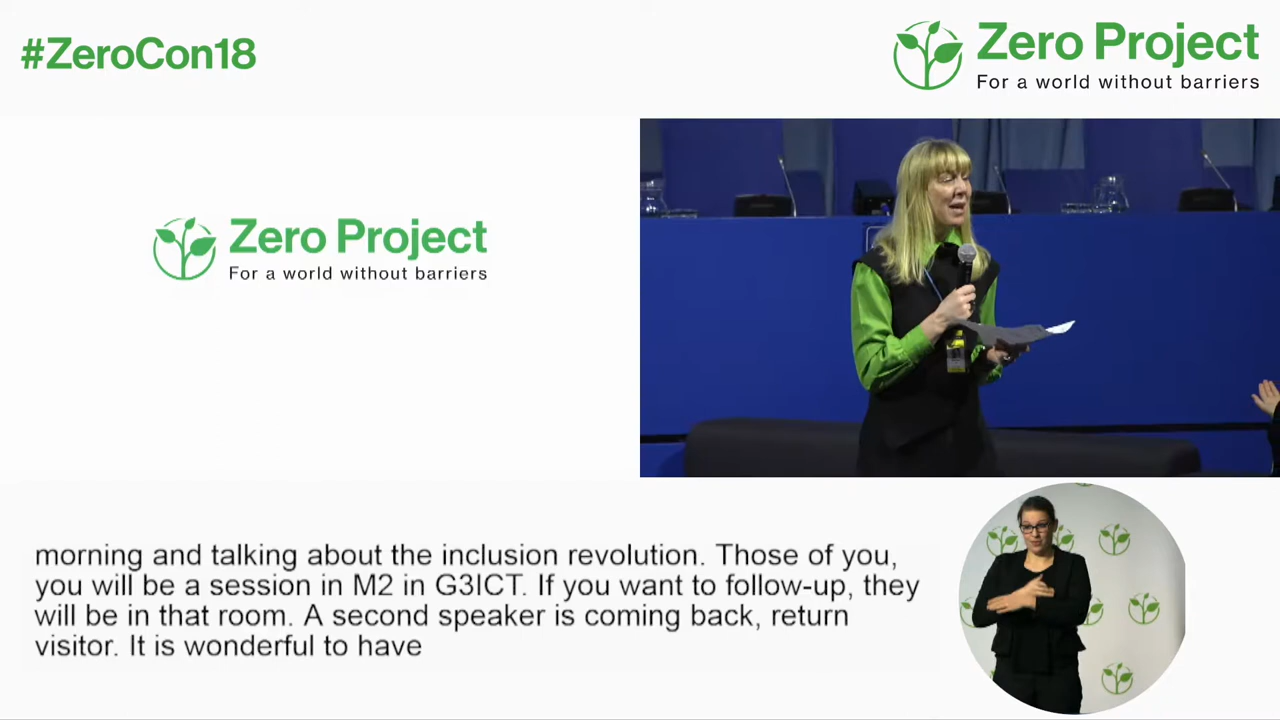 #ZeroCon18
Zero Project
For a world without barriers
Zero Project
For a world without barriers
morning and talking about the inclusion revolution. Those of you,
you will be a session in M2 in G3ICT. If you want to follow-up, they
will be in that room. A second speaker is coming back, return
visitor. It is wonderful to have